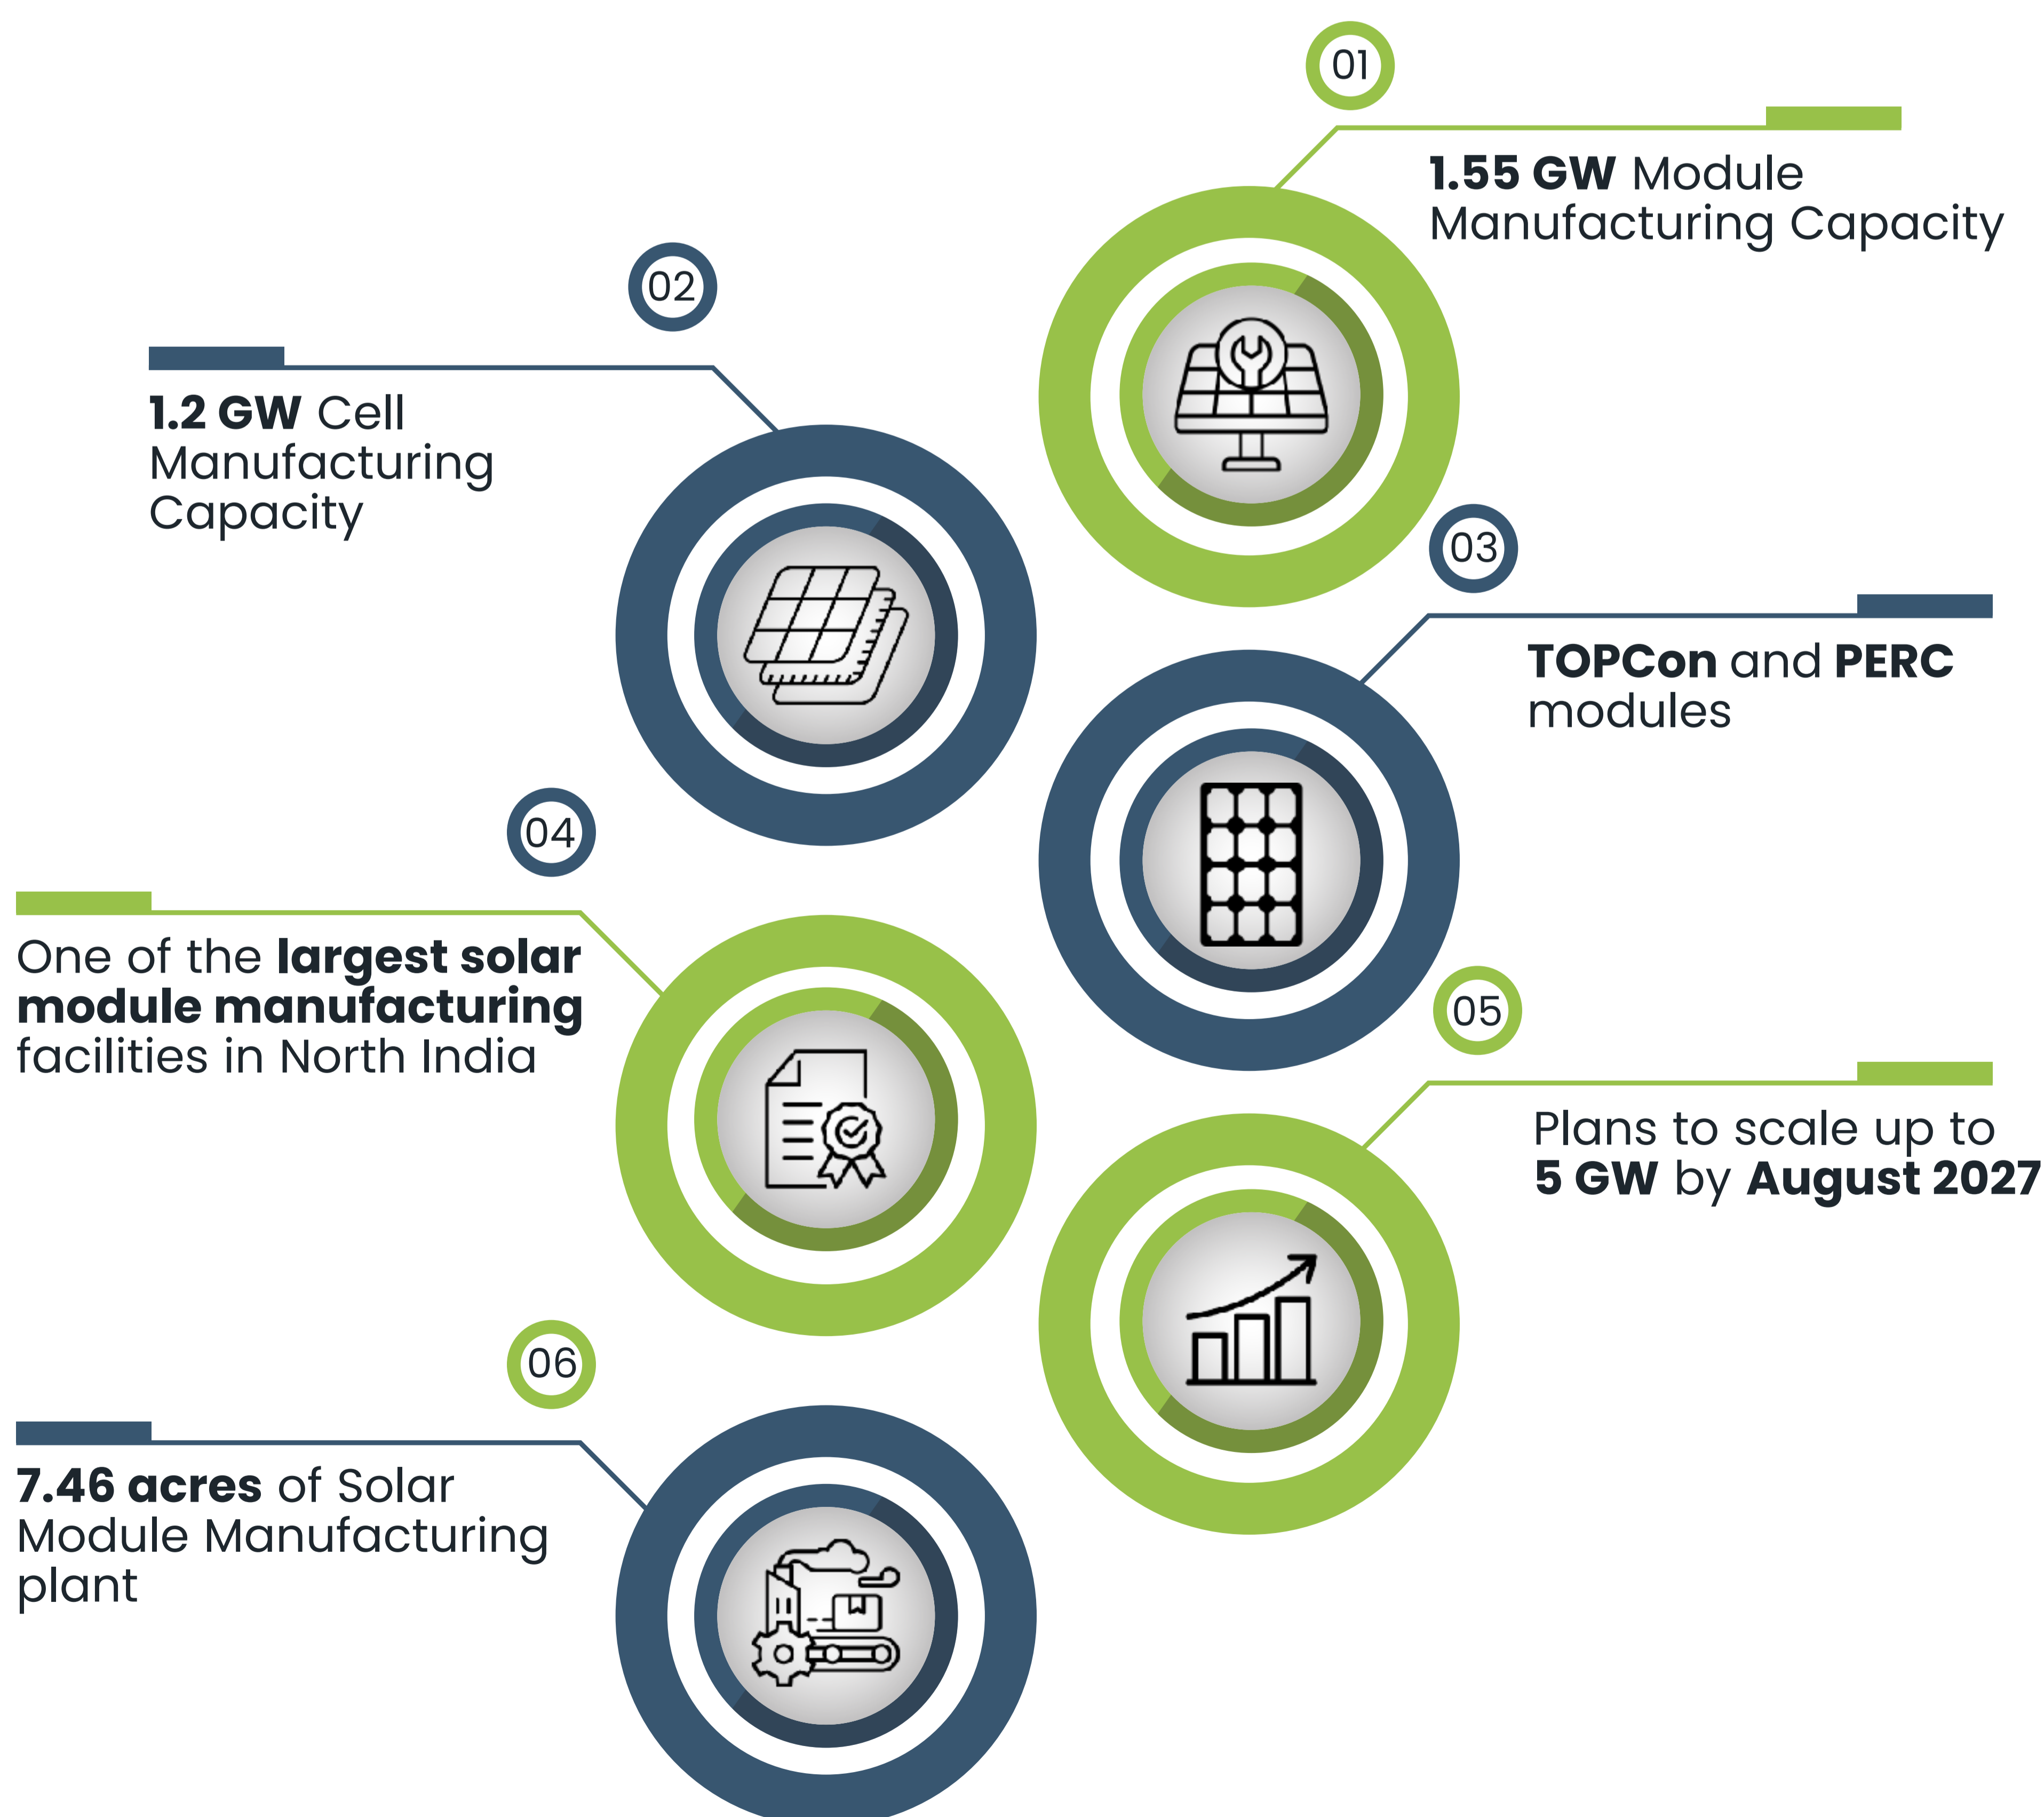 01
1.55 GW Module
Manufacturing Capacity
02
1.2 GW Cell
Manufacturing
Capacity
03
TOPCon and PERC
modules
04
One of the largest solar
module manufacturing
facilities in North India
05
Plans to scale up to
5 GW by August 2027
06
7.46 acres of Solar
Module Manufacturing
plant